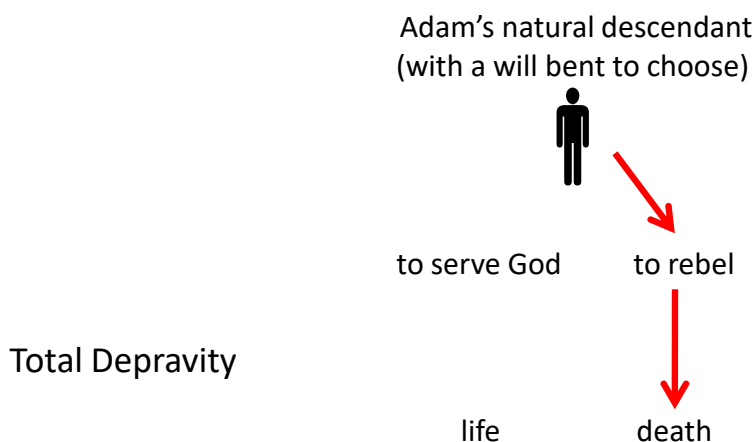 Adam’s natural descendant
(with a will bent to choose)
to serve God to rebel
Total Depravity
life death